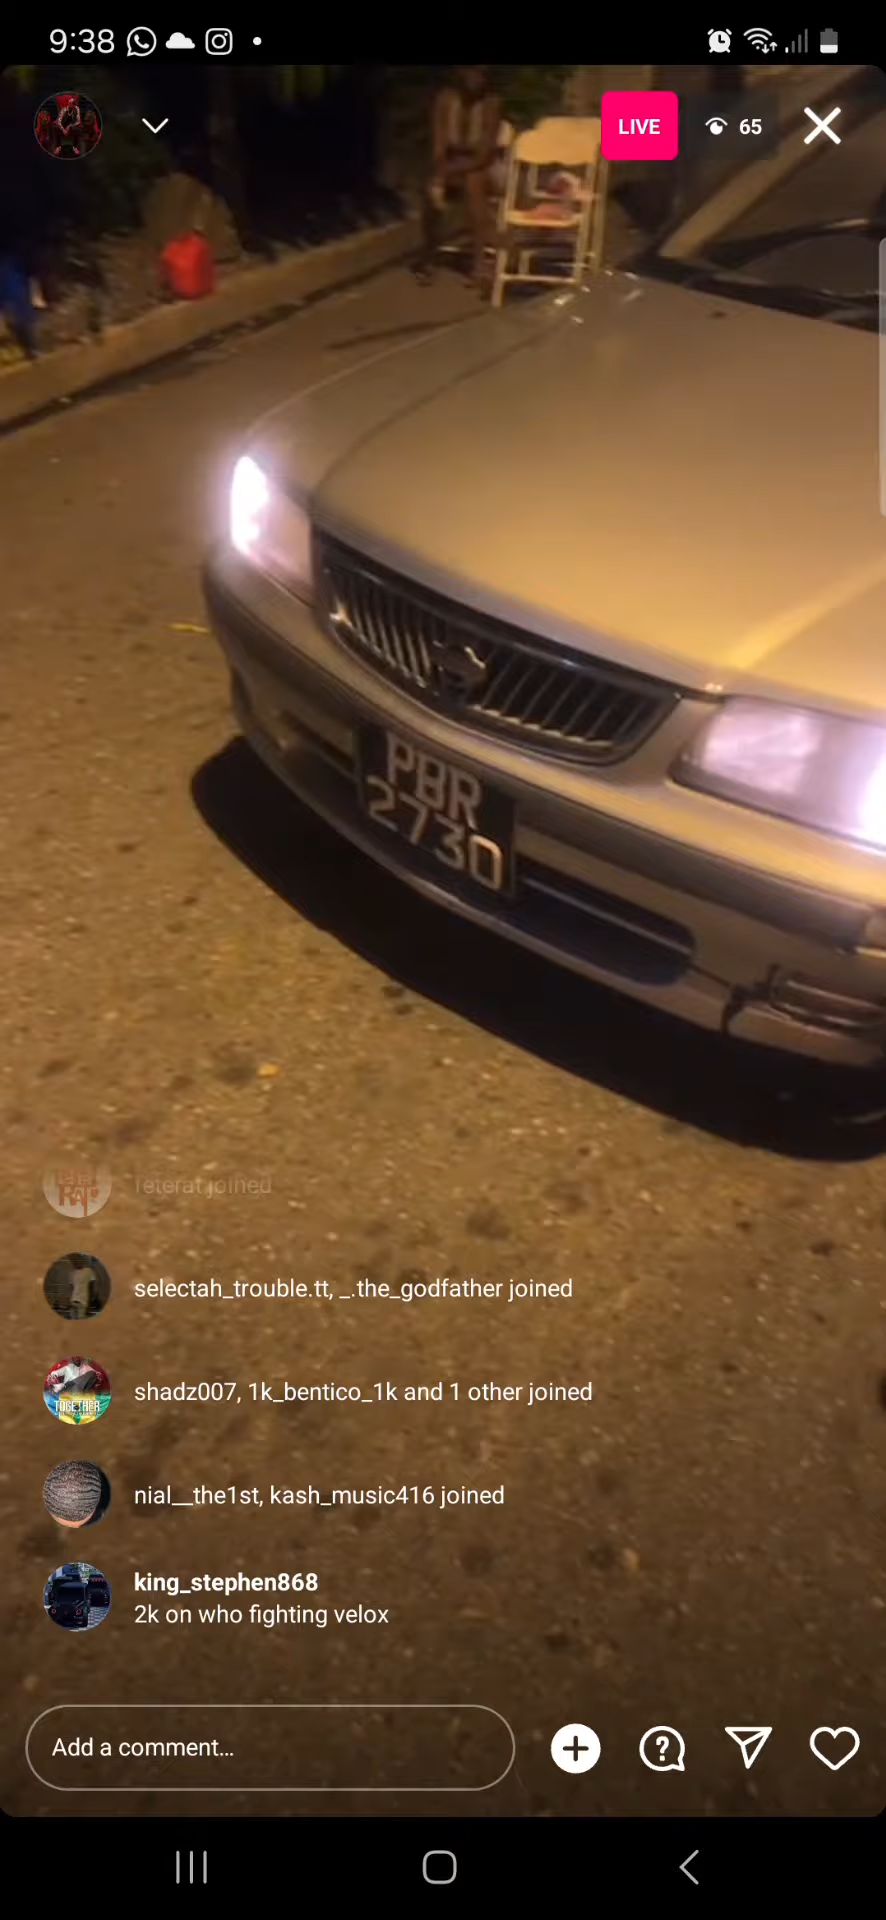 9:38
LIVE
65
PBR
2730
TOGETHER
selectah_trouble.tt, _.the_godfather joined
shadz007, 1k_bentico_1k and 1 other joined
nial__the1st, kash_music416 joined
king_stephen868
2k on who fighting velox
Add a comment...